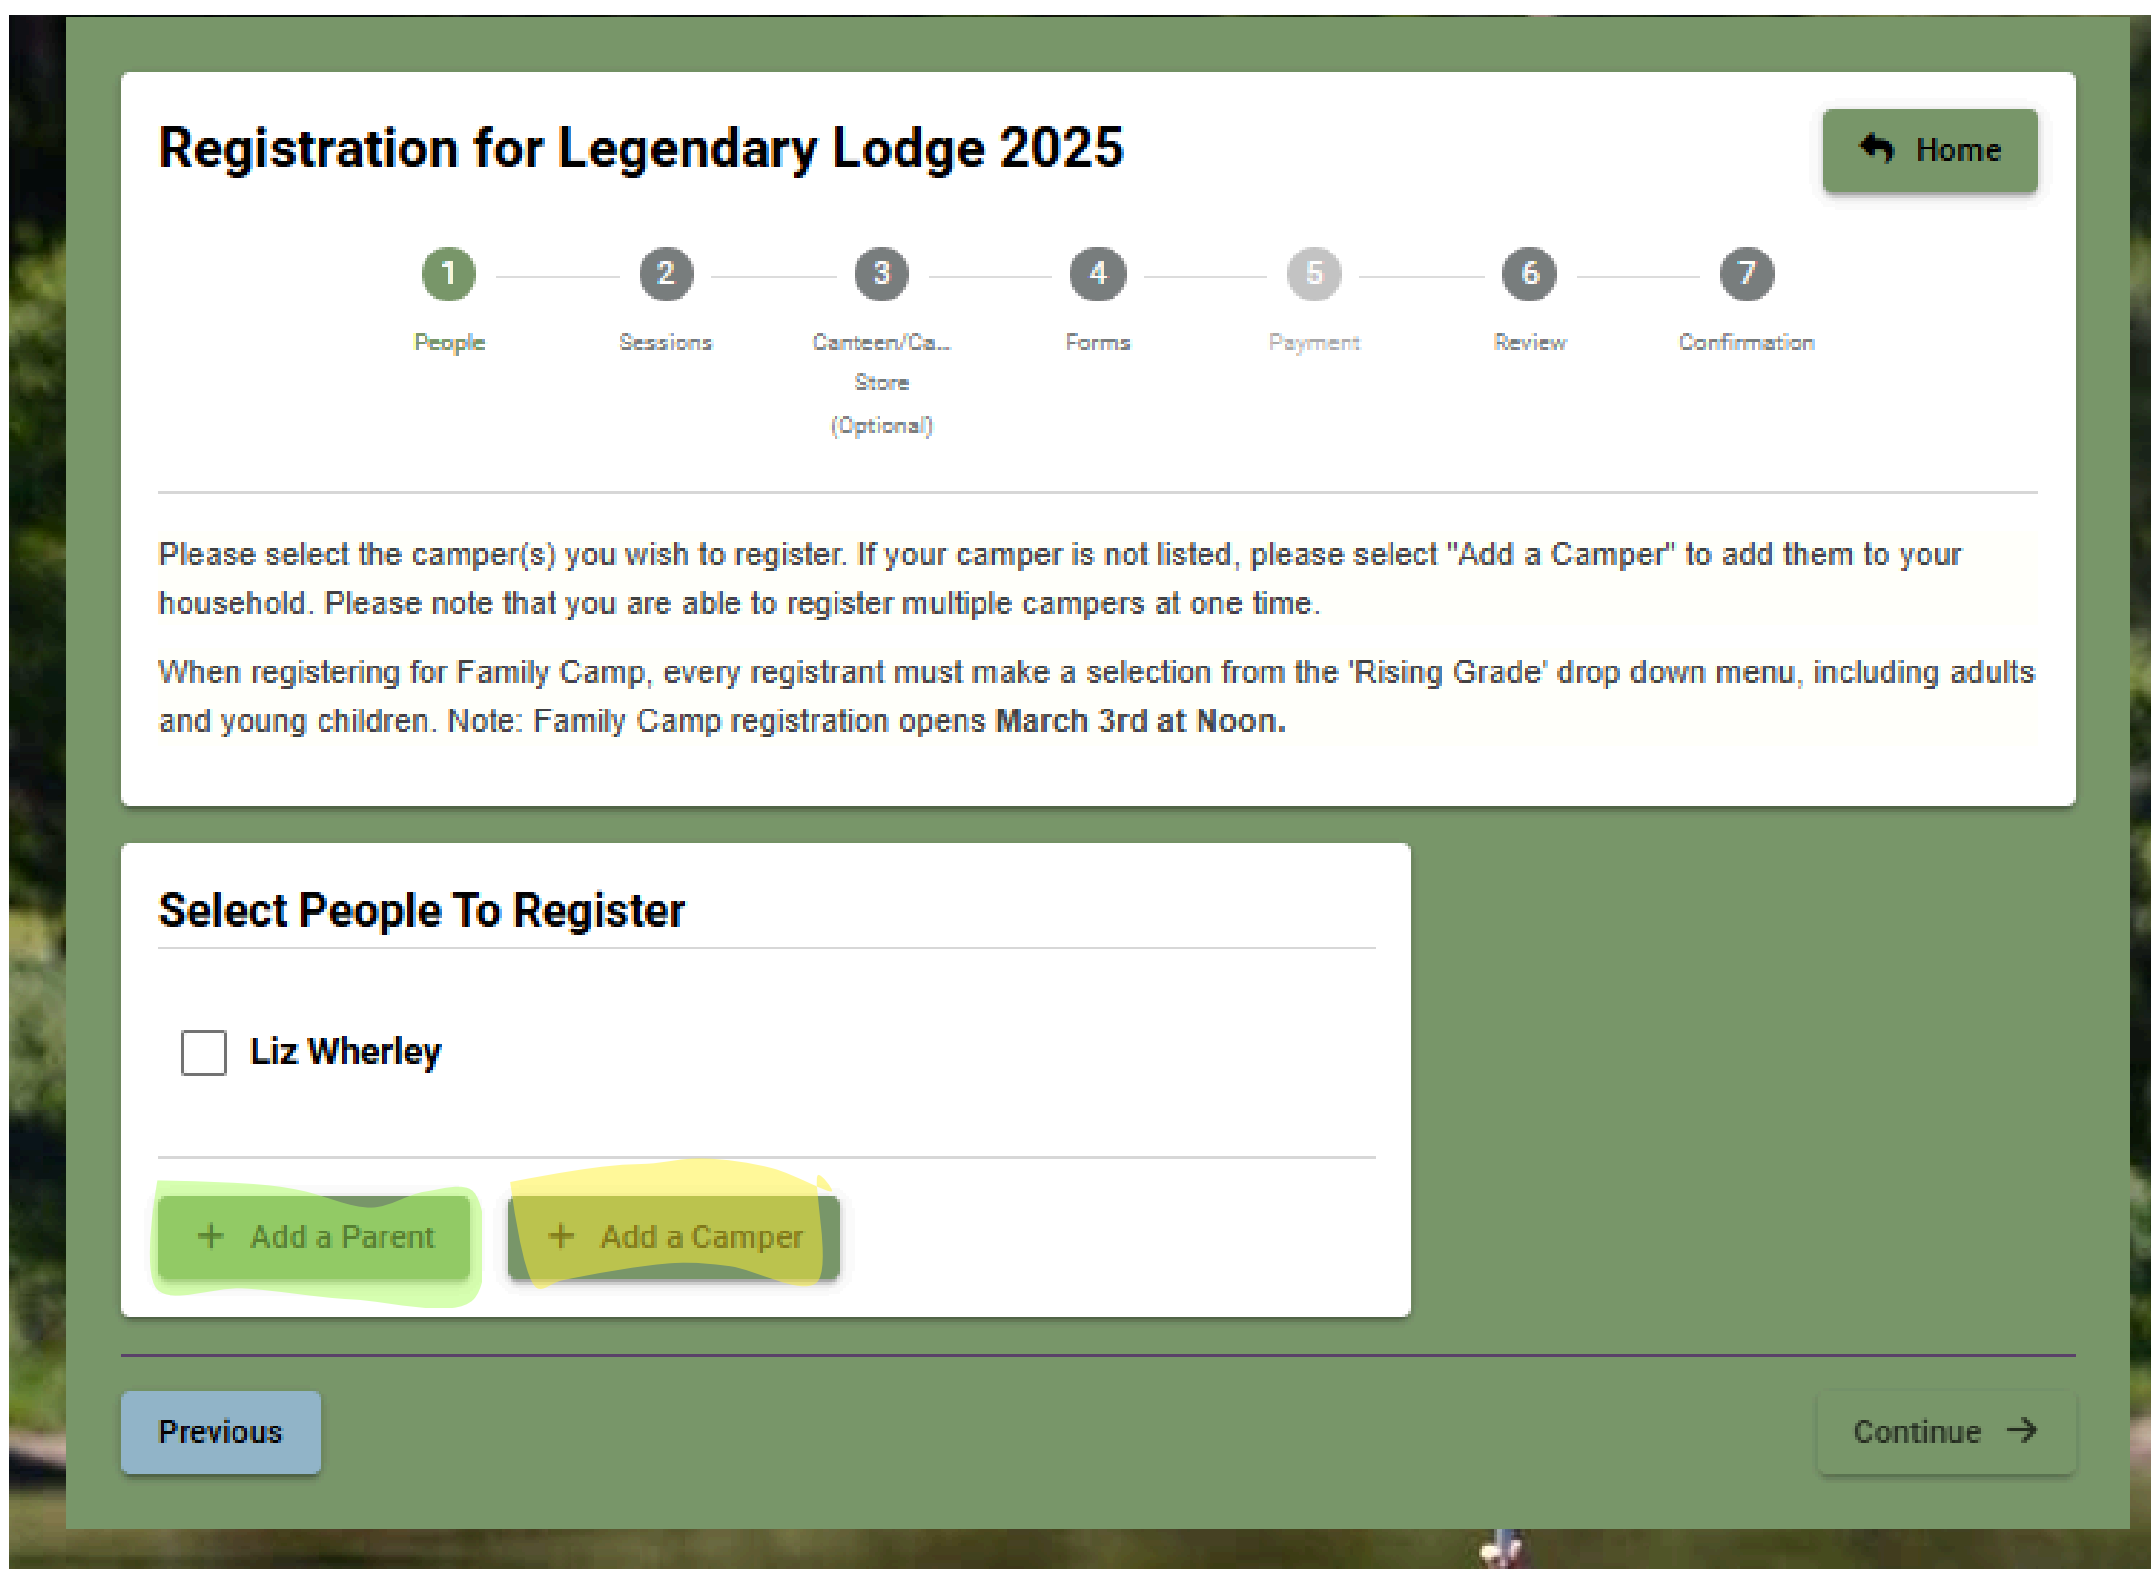 Registration for Legendary Lodge 2025
Home
1
2
3
4
5
6
7
People
Sessions
Canteen/Ca...
Store
(Optional)
Forms
Payment
Review
Confirmation
Please select the camper(s) you wish to register. If your camper is not listed, please select "Add a Camper" to add them to your
household. Please note that you are able to register multiple campers at one time.
When registering for Family Camp, every registrant must make a selection from the 'Rising Grade' drop down menu, including adults
and young children. Note: Family Camp registration opens March 3rd at Noon.
Select People To Register
Liz Wherley
+ Add a Parent
+ Add a Camper
Previous
Continue →